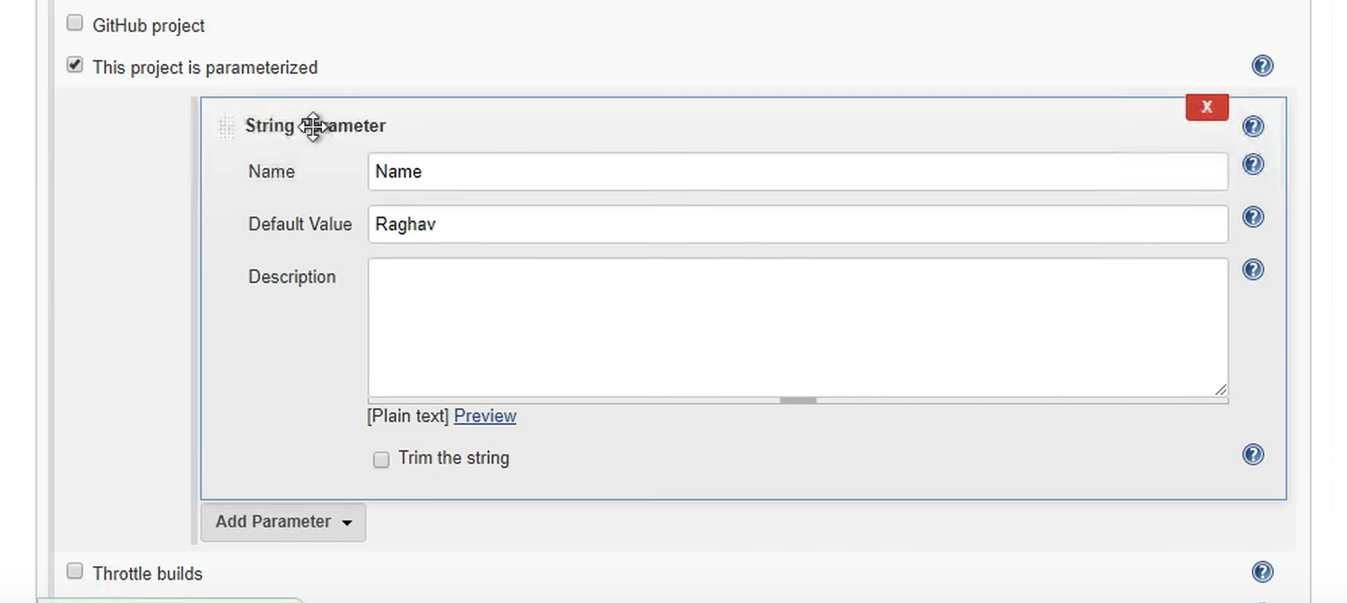 GitHub project
This project is parameterized
X
String Parameter
Name Name
Default Value Raghav
Description
[Plain text] Preview
Trim the string
Add Parameter
Throttle builds